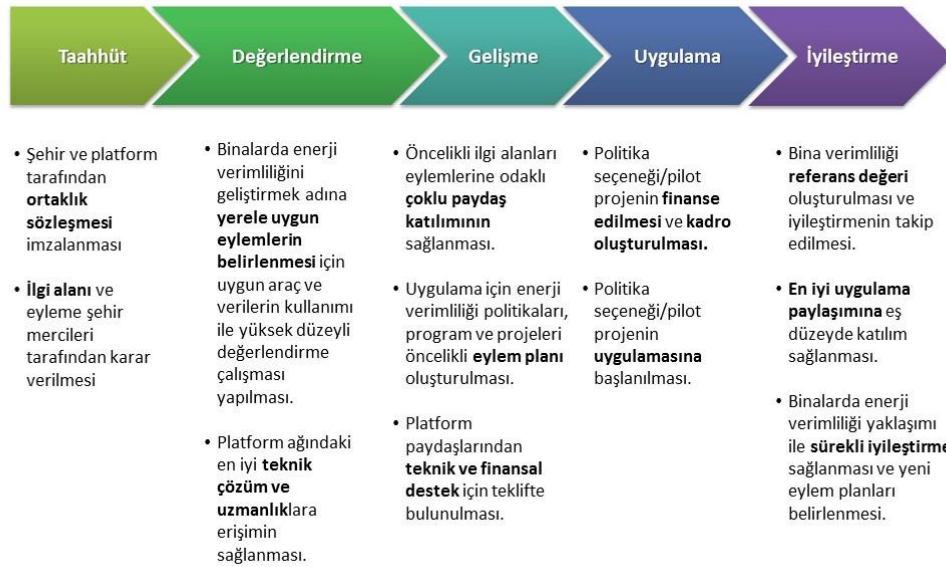 Taahhüt
Değerlendirme
Gelişme
Uygulama
İyileştirme
• Şehir ve platform
tarafından
ortaklık
sözleşmesi
imzalanması
• İlgi alanı ve
eyleme şehir
mercileri
tarafından karar
verilmesi
• Binalarda enerji
verimliliğini
geliştirmek adına
yerele uygun
eylemlerin
belirlenmesi için
uygun araç ve
verilerin kullanımı
ile yüksek düzeyli
değerlendirme
çalışması
yapılması.
• Platform ağındaki
en iyi teknik
çözüm ve
uzmanlıklara
erişimin
sağlanması.
• Öncelikli ilgi alanları
eylemlerine odaklı
çoklu paydaş
katılımının
sağlanması.
• Uygulama için enerji
verimliliği politikaları,
program ve projeleri
öncelikli eylem planı
oluşturulması.
• Platform
paydaşlarından
teknik ve finansal
destek için teklifte
bulunulması.
• Politika
seçeneği/pilot
projenin finanse
edilmesi ve kadro
oluşturulması.
• Politika
seçeneği/pilot
projenin
uygulamasına
başlanılması.
• Bina verimliliği
referans değeri
oluşturulması ve
iyileştirmenin takip
edilmesi.
• En iyi uygulama
paylaşımına eş
düzeyde katılım
sağlanması.
• Binalarda enerji
verimliliği yaklaşımı
ile sürekli iyileştirme
sağlanması ve yeni
eylem planları
belirlenmesi.